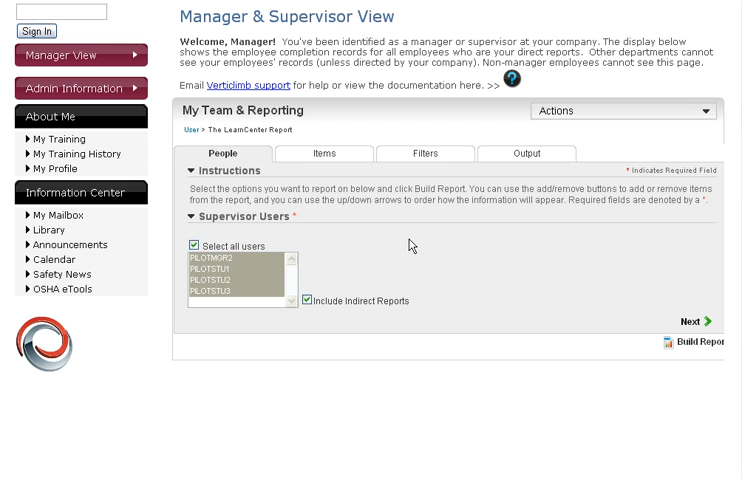 Sign In
Manager View
Admin Information
About Me
My Training
My Training History
My Profile
Information Center
My Mailbox
Library
Announcements
Calendar
Safety News
OSHA eTools
Manager & Supervisor View
Welcome, Manager! You've been identified as a manager or supervisor at your company. The display below
shows the employee completion records for all employees who are your direct reports. Other departments cannot
see your employees' records (unless directed by your company). Non-manager employees cannot see this page.
Email Verticlimb support for help or view the documentation here. >> ?
My Team & Reporting
Actions
User > The LearnCenter Report
People Items Filters Output
Instructions
* Indicates Required Field
Select the options you want to report on below and click Build Report. You can use the add/remove buttons to add or remove items
from the report, and you can use the up/down arrows to order how the information will appear. Required fields are denoted by a *.
Supervisor Users *
Select all users
PILOTMGR2
PILOTSTU1
PILOTSTU2
PILOTSTU3
Include Indirect Reports
Next
Build Repor